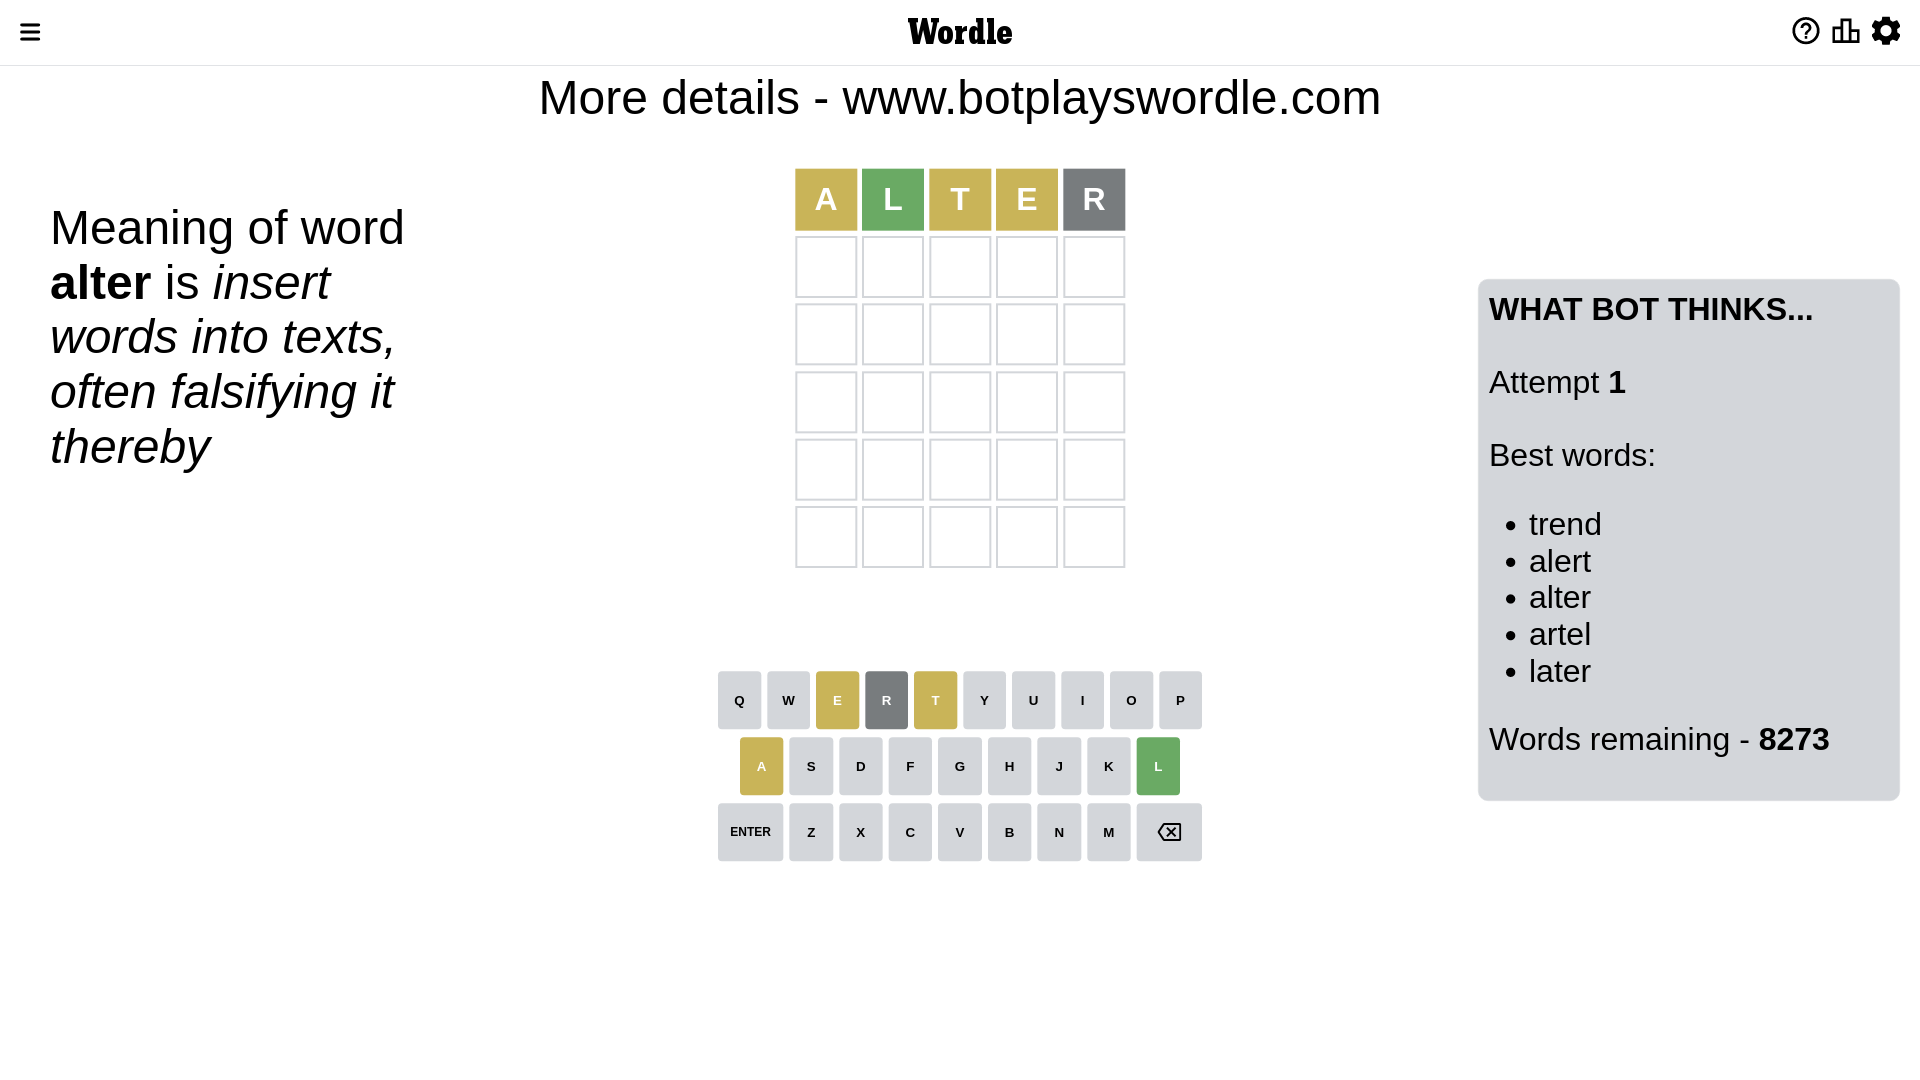 Wordle
More details - www.botplayswordle.com
Meaning of word
alter is insert
words into texts,
often falsifying it
thereby
A L T E R
WHAT BOT THINKS...
Attempt 1
Best words:
• trend
• alert
• alter
• artel
• later
Words remaining - 8273
Q W E R T Y U I O P
A S D F G H J K L
ENTER Z X C V B N M